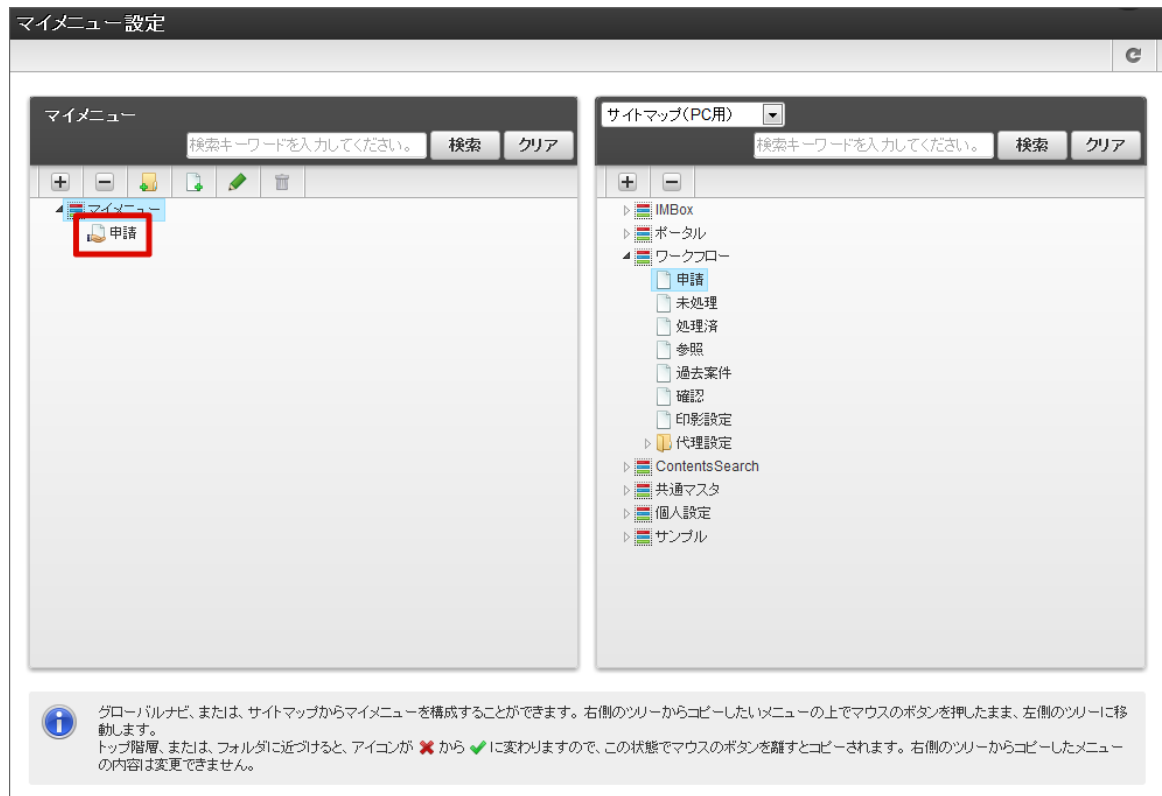 マイメニュー設定
マイメニュー
検索キーワードを入力してください。 検索 クリア
マイメニュー
申請
サイトマップ(PC用)
検索キーワードを入力してください。 検索 クリア
IMBox
ポータル
ワークフロー
申請
未処理
処理済
参照
過去案件
確認
印影設定
代理設定
ContentsSearch
共通マスタ
個人設定
サンプル
グローバルナビ、または、サイトマップからマイメニューを構成することができます。右側のツリーからコピーしたいメニューの上でマウスのボタンを押したまま、左側のツリーに移
動します。
トップ階層、または、フォルダに近づけると、アイコンが から に変わりますので、この状態でマウスのボタンを離すとコピーされます。右側のツリーからコピーしたメニュー
の内容は変更できません。